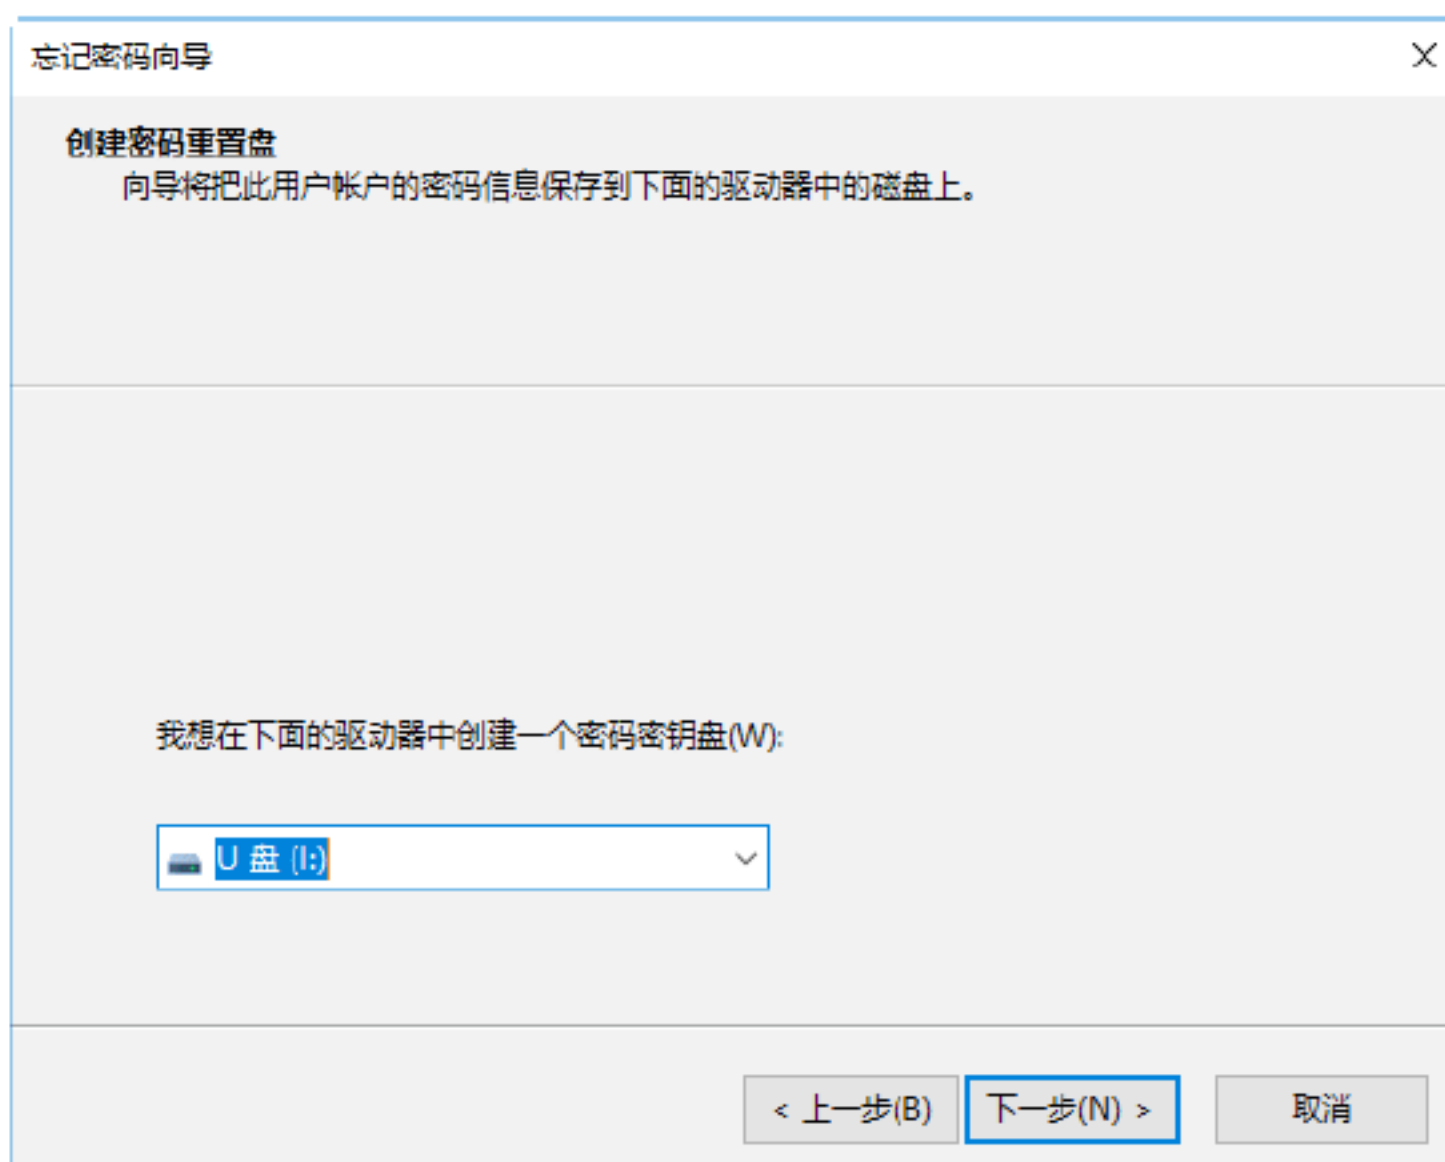 忘记密码向导
创建密码重置盘
向导将把此用户帐户的密码信息保存到下面的驱动器中的磁盘上。
我想在下面的驱动器中创建一个密码密钥盘(W):
U 盘 (I:)
< 上一步(B) 下一步(N) > 取消